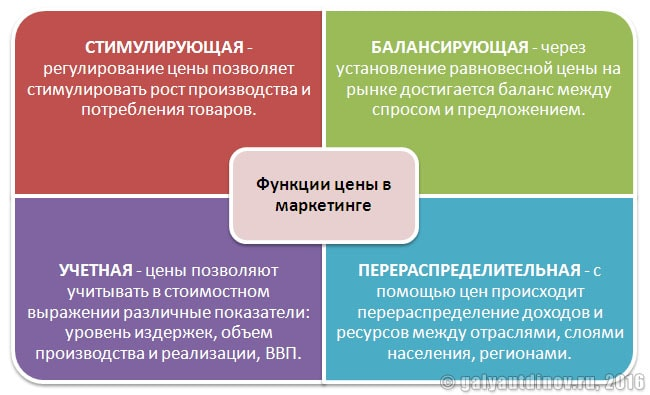 СТИМУЛИРУЮЩАЯ -
регулирование цены позволяет
стимулировать рост производства и
потребления товаров.
БАЛАНСИРУЮЩАЯ - через
установление равновесной цены на
рынке достигается баланс между
спросом и предложением.
Функции цены в
маркетинге
УЧЕТНАЯ - цены позволяют
учитывать в стоимостном
выражении различные показатели:
уровень издержек, объем
производства и реализации, ВВП.
ПЕРЕРАСПРЕДЕЛИТЕЛЬНАЯ - с
помощью цен происходит
перераспределение доходов и
ресурсов между отраслями, слоями
населения, регионами.
© galyautdinov.ru, 2016